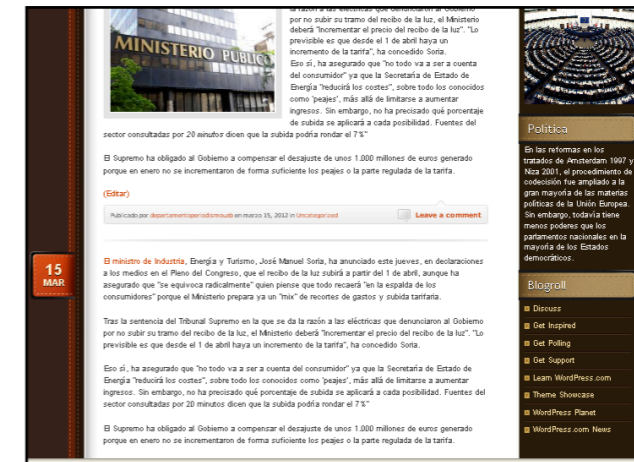 la razón a las eléctricas que denunciaron al Gobierno
por no subir su tramo del recibo de la luz, el Ministerio
deberá "incrementar el precio del recibo de la luz". "Lo
previsible es que desde el 1 de abril haya un
incremento de la tarifa", ha concedido Soria.
Eso sí, ha asegurado que "no todo va a ser a cuenta
del consumidor" ya que la Secretaría de Estado de
Energía "reducirá los costes", sobre todo los conocidos
como 'peajes', más allá de limitarse a aumentar
ingresos. Sin embargo, no ha precisado qué porcentaje
de subida se aplicará a cada posibilidad. Fuentes del
sector consultadas por 20 minutos dicen que la subida podría rondar el 7%"
El Supremo ha obligado al Gobierno a compensar el desajuste de unos 1.000 millones de euros generado
porque en enero no se incrementaron de forma suficiente los peajes o la parte regulada de la tarifa.
(Editar)
Publicado por departamentoperiodismouab en marzo 15, 2012 in Uncategorized
Leave a comment
MINISTERIO PUBLICO
15
MAR
El ministro de Industria, Energía y Turismo, José Manuel Soria, ha anunciado este jueves, en declaraciones
a los medios en el Pleno del Congreso, que el recibo de la luz subirá a partir del 1 de abril, aunque ha
asegurado que "se equivoca radicalmente" quien piense que todo recaerá "en la espalda de los
consumidores" porque el Ministerio prepara ya un "mix" de recortes de gastos y subida tarifaria.
Tras la sentencia del Tribunal Supremo en la que se da la razón a las eléctricas que denunciaron al Gobierno
por no subir su tramo del recibo de la luz, el Ministerio deberá "incrementar el precio del recibo de la luz". "Lo
previsible es que desde el 1 de abril haya un incremento de la tarifa", ha concedido Soria.
Eso sí, ha asegurado que "no todo va a ser a cuenta del consumidor" ya que la Secretaría de Estado de
Energía "reducirá los costes", sobre todo los conocidos como 'peajes', más allá de limitarse a aumentar
ingresos. Sin embargo, no ha precisado qué porcentaje de subida se aplicará a cada posibilidad. Fuentes del
sector consultadas por 20 minutos dicen que la subida podría rondar el 7%"
El Supremo ha obligado al Gobierno a compensar el desajuste de unos 1.000 millones de euros generado
porque en enero no se incrementaron de forma suficiente los peajes o la parte regulada de la tarifa.
Política
En las reformas en los
tratados de Amsterdam 1997 y
Niza 2001, el procedimiento de
codecisión fue ampliado a la
gran mayoría de las materias
políticas de la Unión Europea.
Sin embargo, todavía tiene
menos poderes que los
parlamentos nacionales en la
mayoría de los Estados
democráticos.
Blogroll
Discuss
Get Inspired
Get Polling
Get Support
Learn WordPress.com
Theme Showcase
WordPress Planet
WordPress.com News